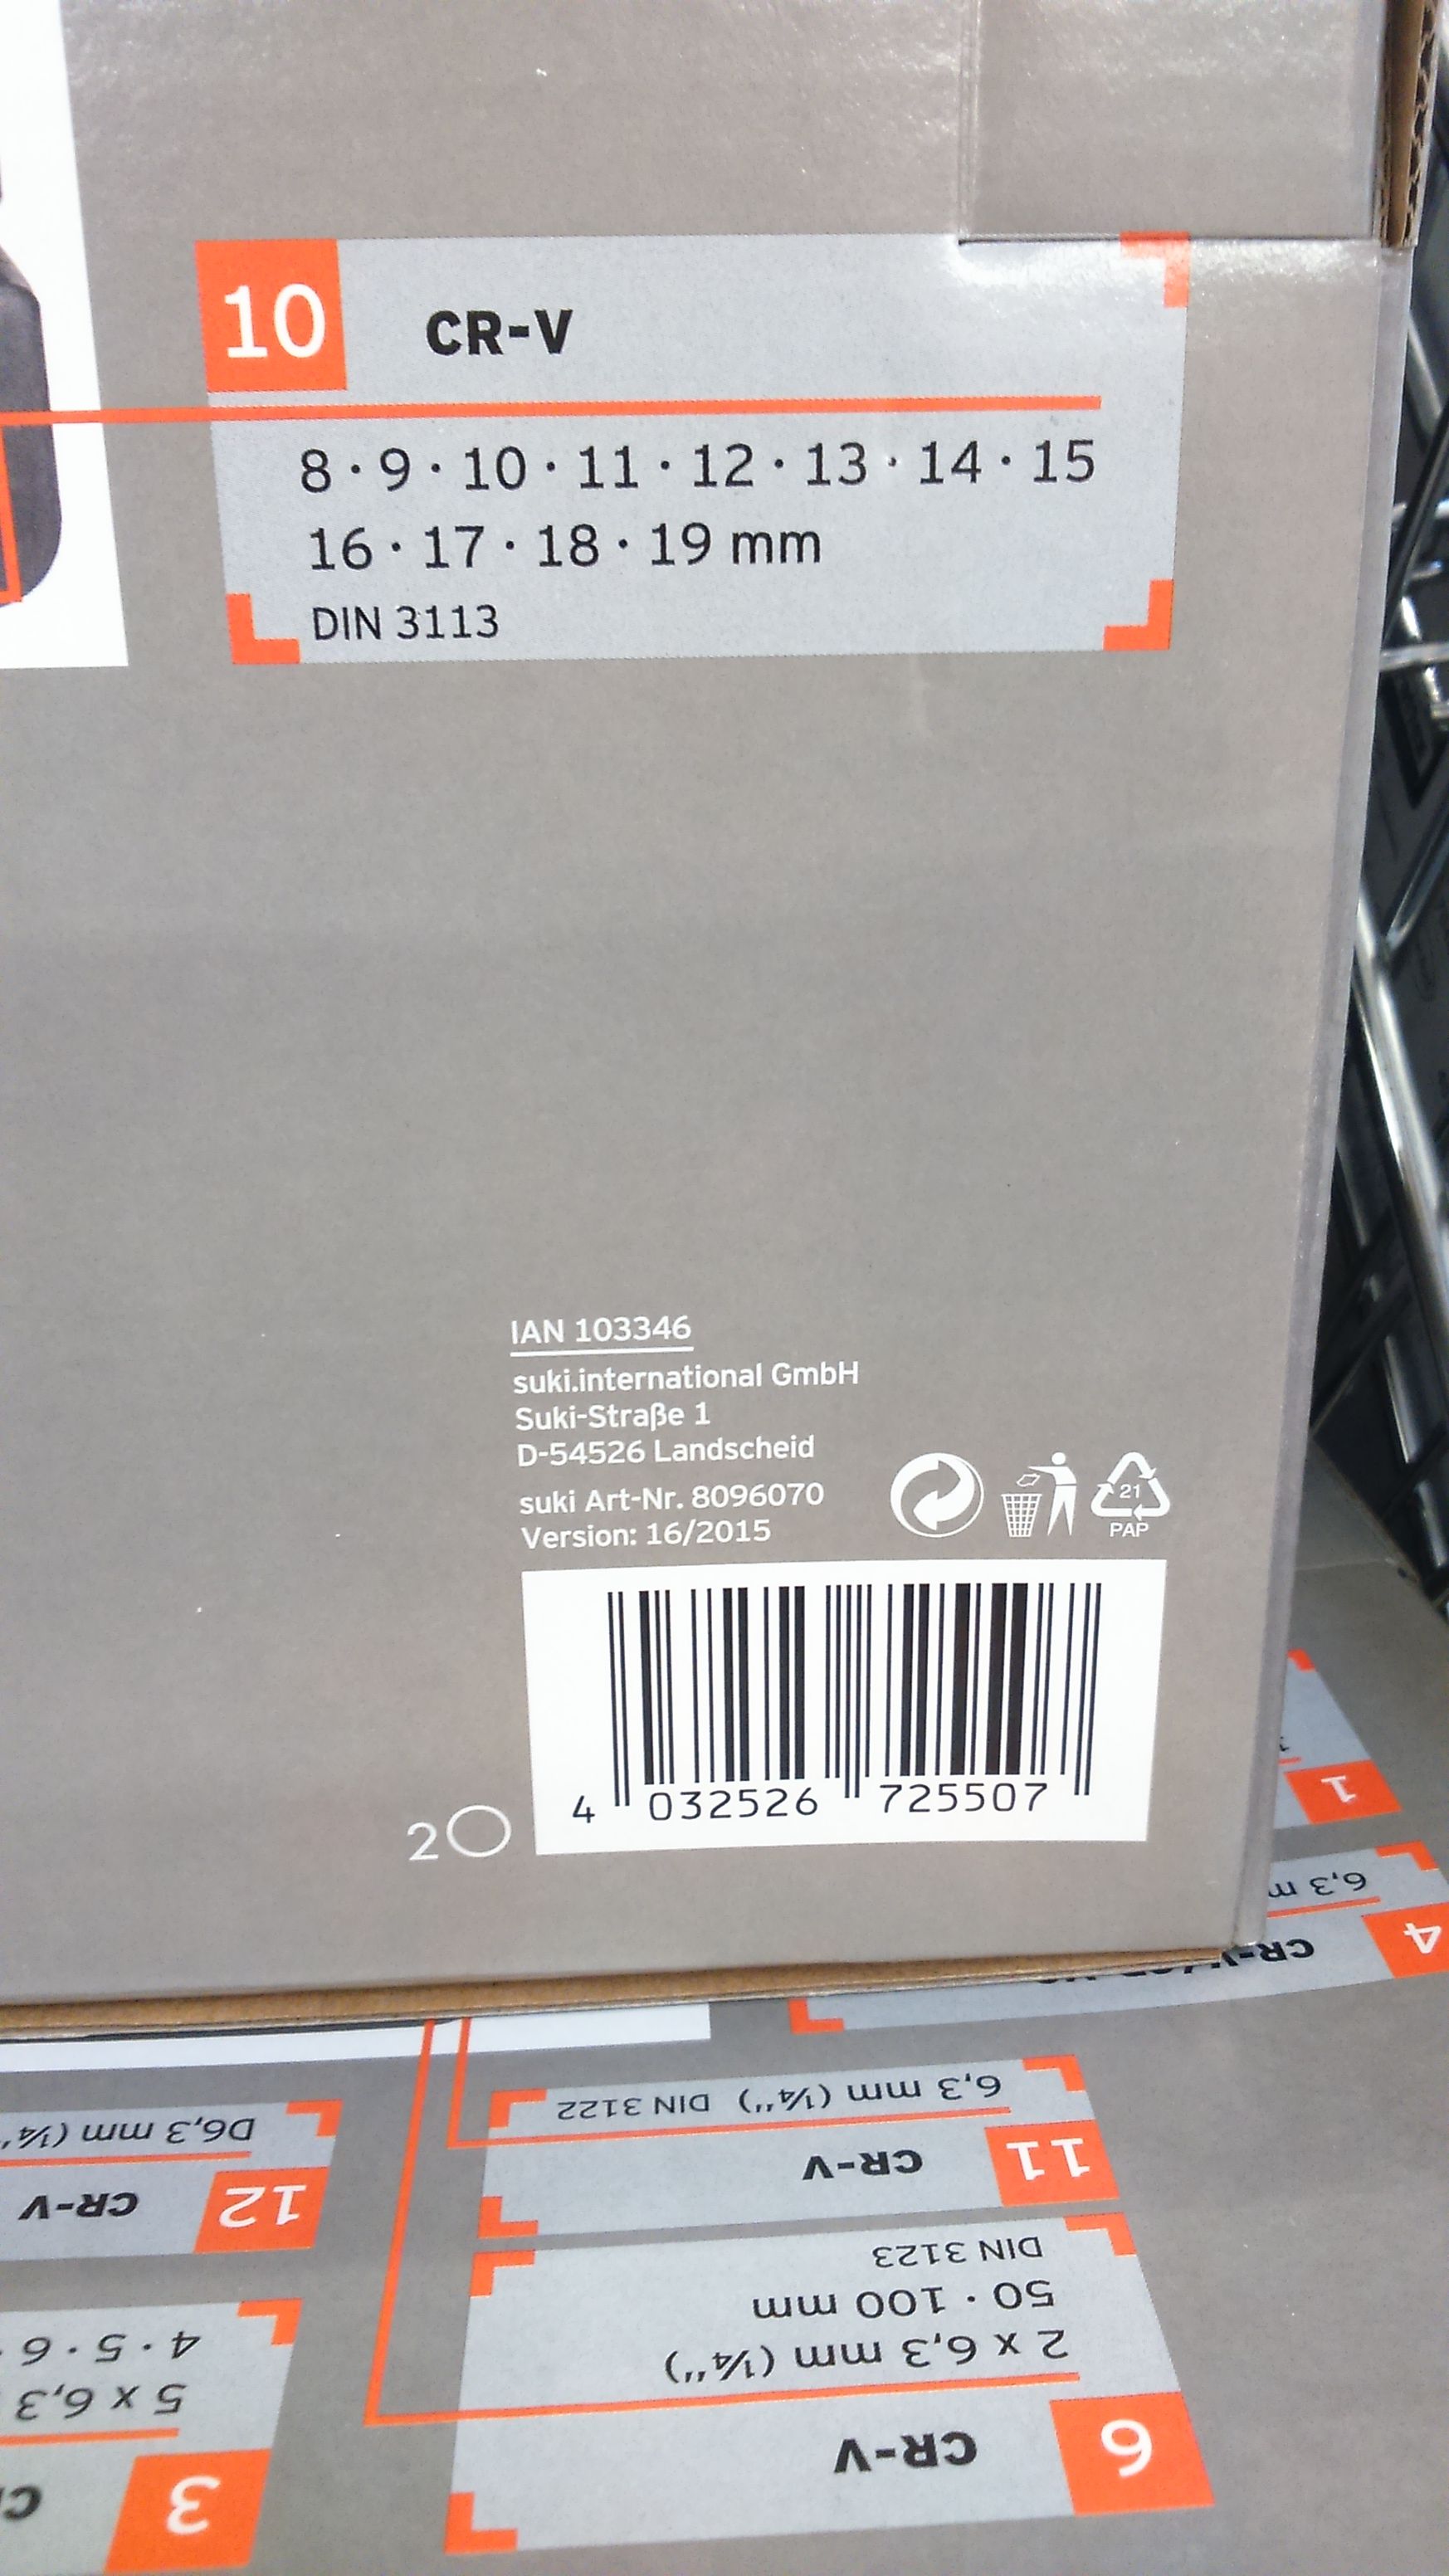 10 CR-V
8 · 9 · 10 · 11 · 12 · 13 · 14 · 15
16 · 17 · 18 · 19 mm
DIN 3113
IAN 103346
suki.international GmbH
Suki-Straße 1
D-54526 Landscheid
suki Art-Nr. 8096070
Version: 16/2015
21
PAP
4 032526 725507
2
1
6,3 m
4
6,3 mm (¼") DIN 3122
11 CR-V
D6,3 mm (¼"
12 CR-V
DIN 3123
50 · 100 mm
2 x 6,3 mm (¼")
6 CR-V
4 · 5 · 6
5 x 6,3
3